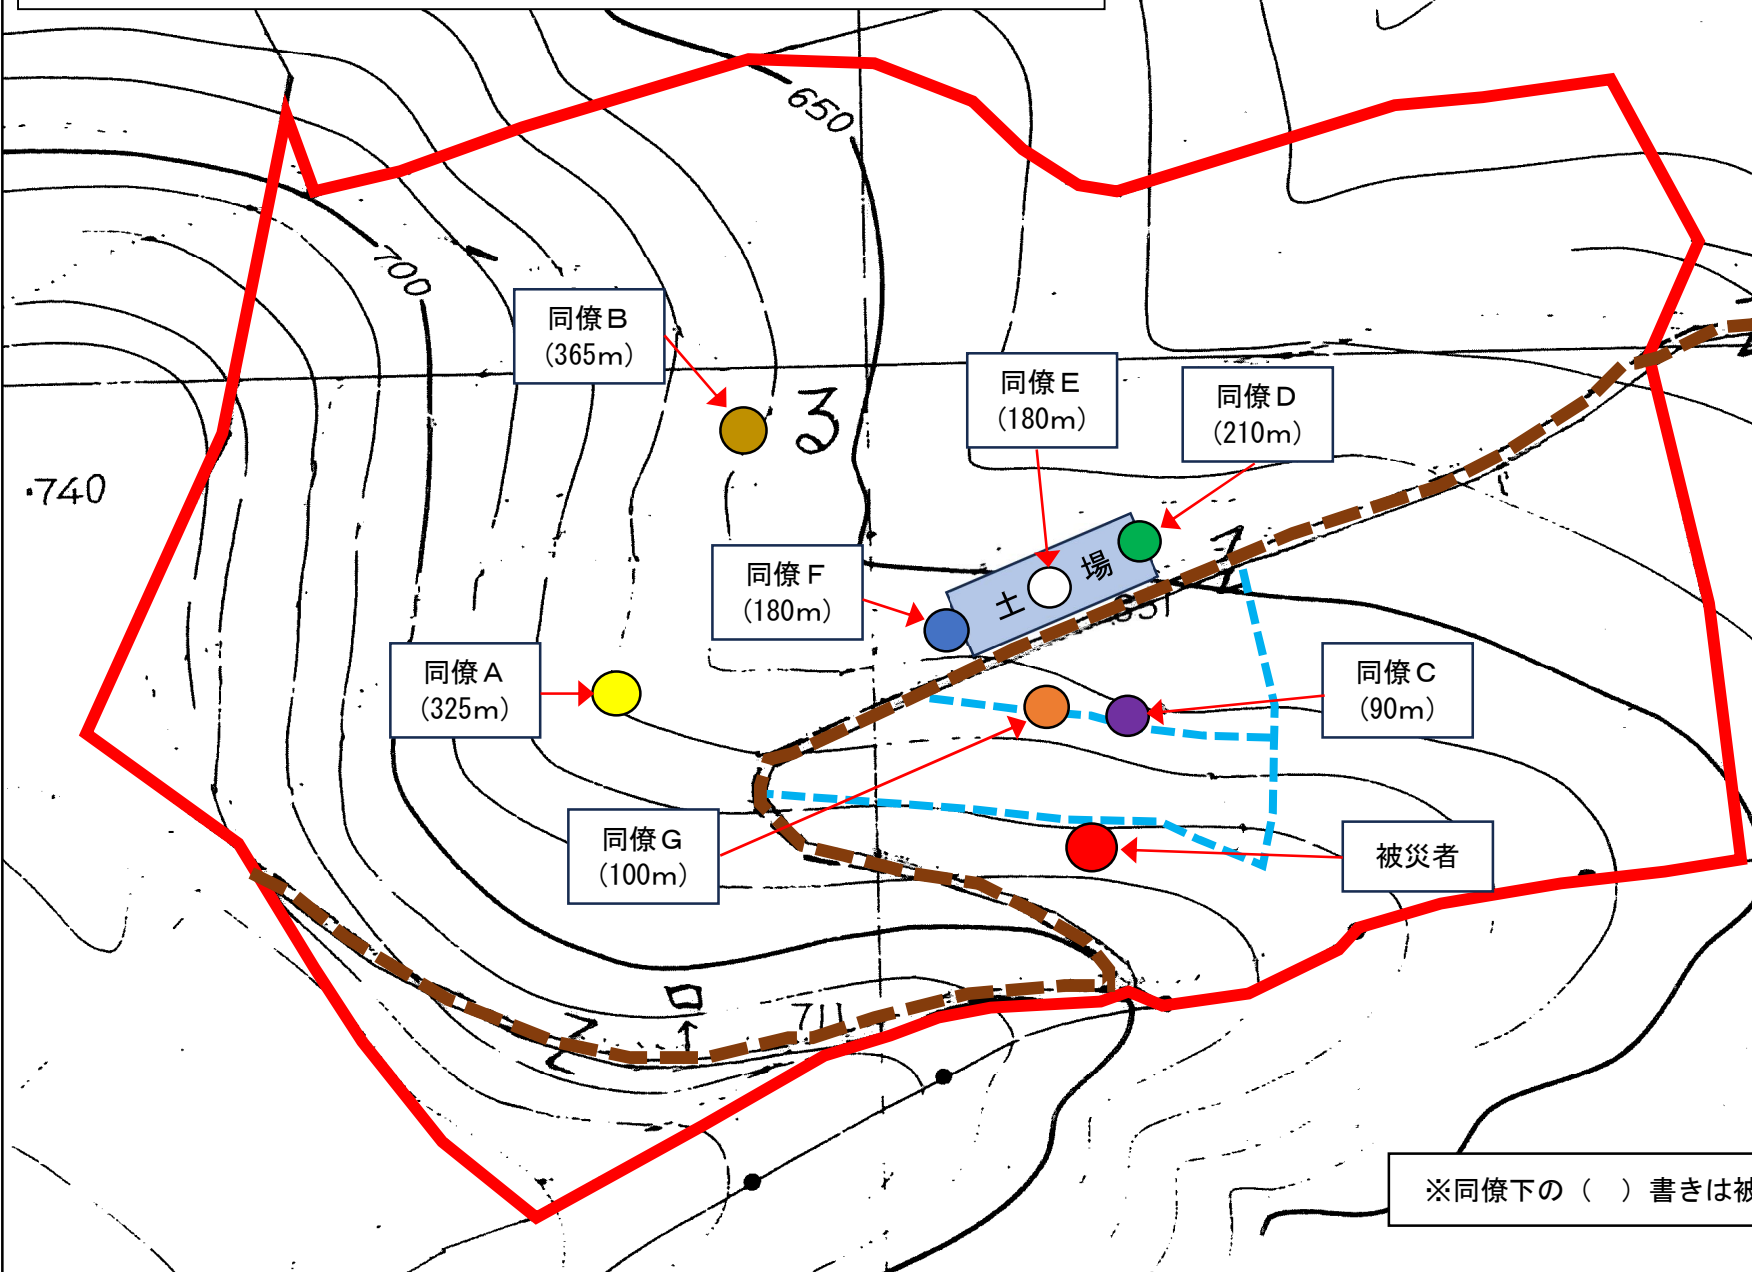 650
700
同僚B
(365m)
3
同僚E
(180m)
同僚D
(210m)
・740
土場
同僚F
(180m)
同僚A
(325m)
同僚C
(90m)
同僚G
(100m)
被災者
711
※同僚下の（　）書きは被